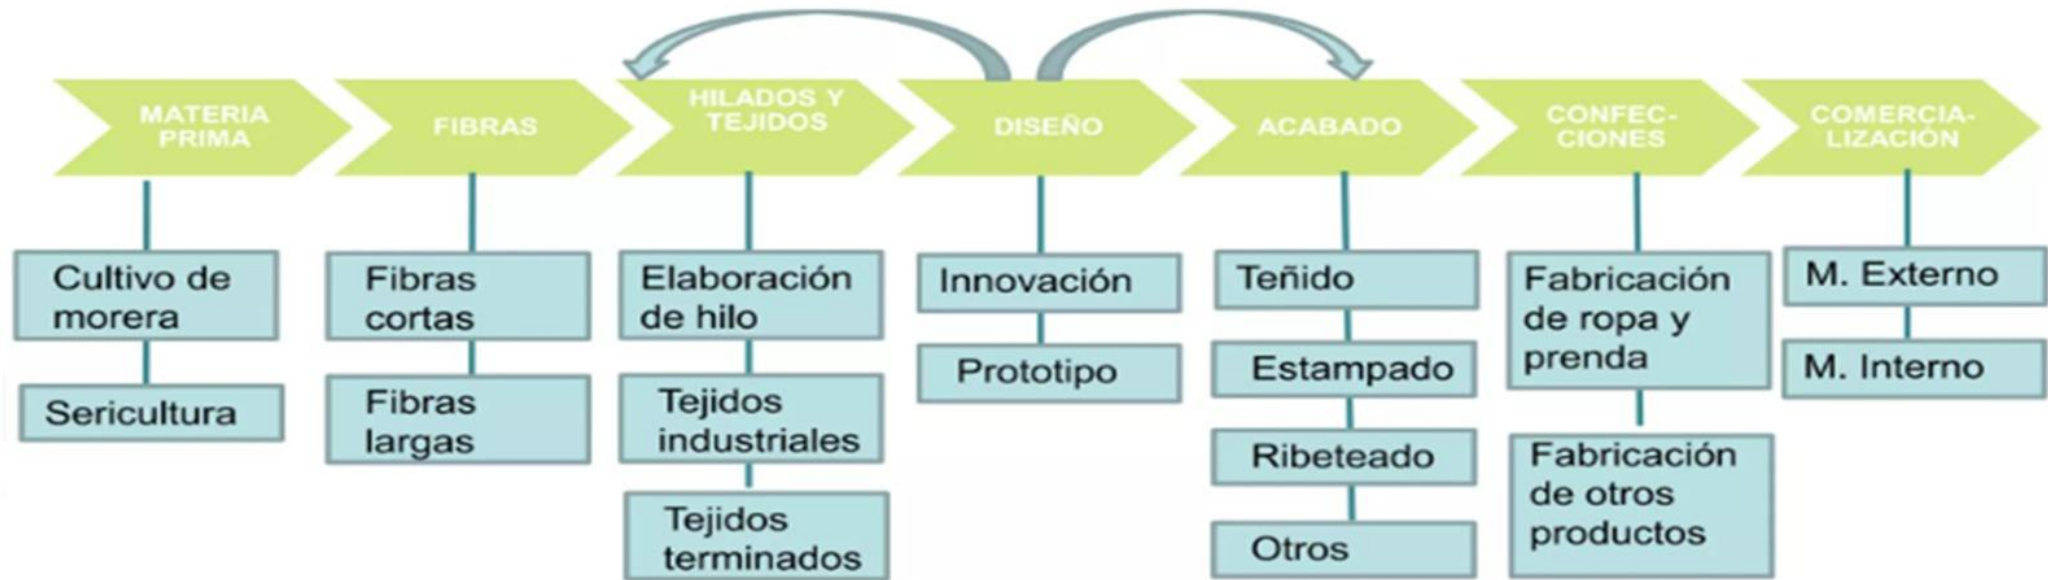 MATERIA
PRIMA
FIBRAS
HILADOS Y
TEJIDOS
DISEÑO
ACABADO
CONFEC-
CIONES
COMERCIA-
LIZACIÓN
Cultivo de
morera
Sericultura
Fibras
cortas
Fibras
largas
Elaboración
de hilo
Tejidos
industriales
Tejidos
terminados
Innovación
Prototipo
Teñido
Estampado
Ribeteado
Otros
Fabricación
de ropa y
prenda
Fabricación
de otros
productos
M. Externo
M. Interno